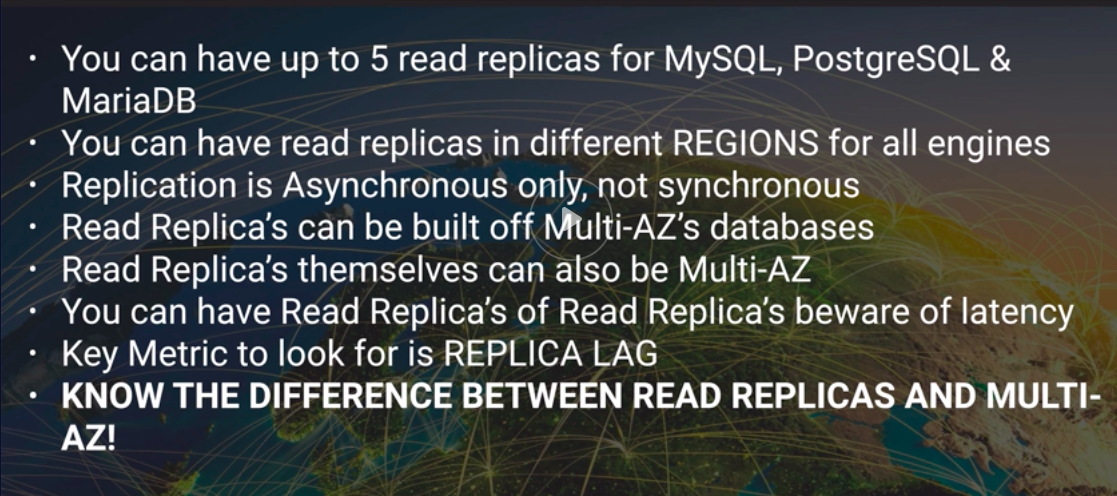 • You can have up to 5 read replicas for MySQL, PostgreSQL &
MariaDB
• You can have read replicas in different REGIONS for all engines
• Replication is Asynchronous only, not synchronous
• Read Replica’s can be built off Multi-AZ’s databases
• Read Replica’s themselves can also be Multi-AZ
• You can have Read Replica’s of Read Replica’s beware of latency
• Key Metric to look for is REPLICA LAG
• KNOW THE DIFFERENCE BETWEEN READ REPLICAS AND MULTI-
AZ!